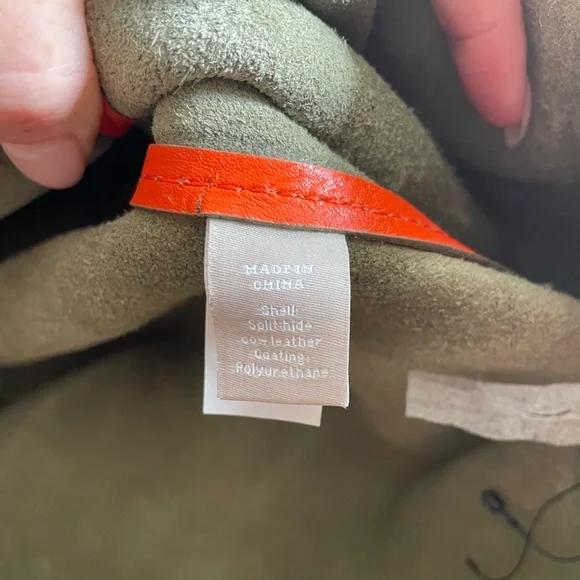 MADE IN
CHINA
Shell:
Split hide
cow leather
Coating:
Polyurethane